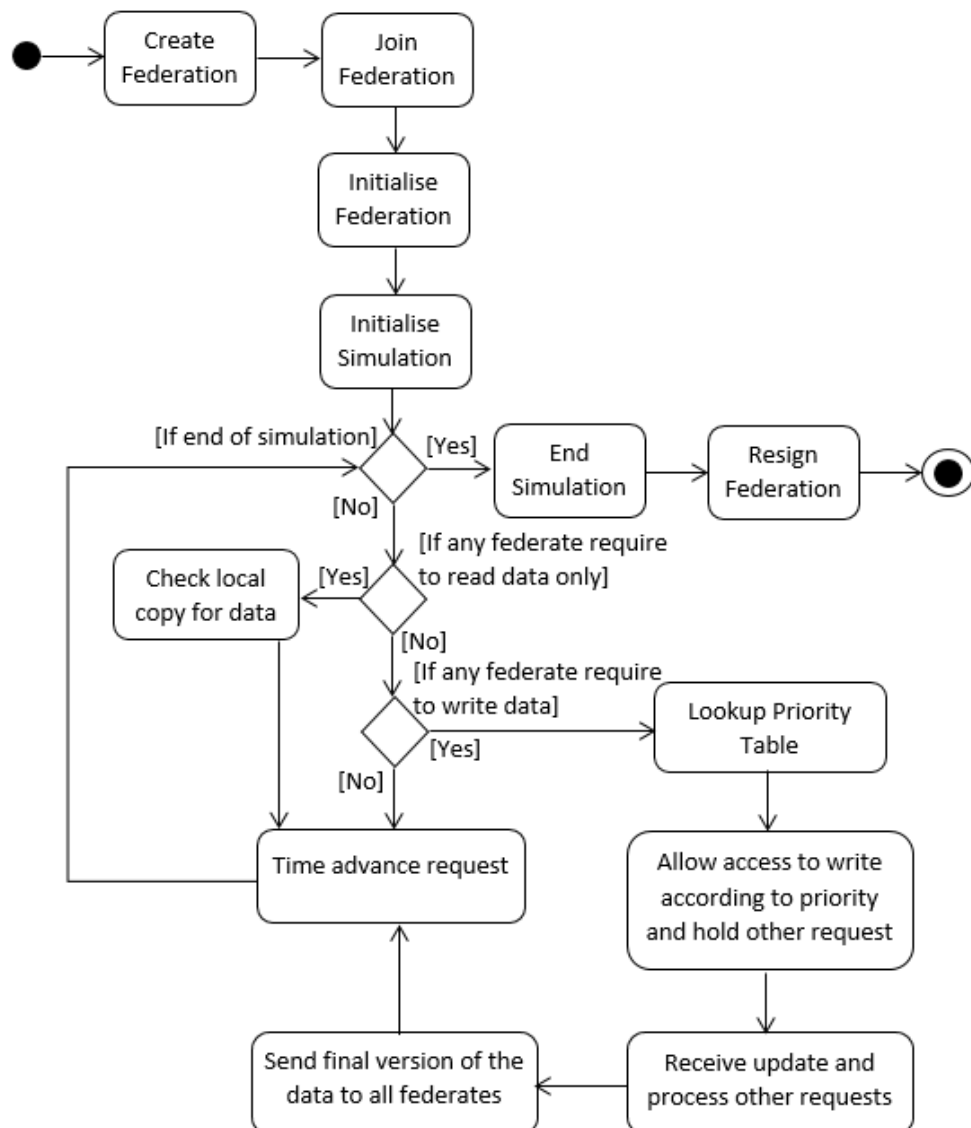 Create
Federation
Join
Federation
Initialise
Federation
Initialise
Simulation
[If end of simulation]
[Yes]
End
Simulation
Resign
Federation
[No]
[If any federate require
to read data only]
[Yes]
Check local
copy for data
[No]
[If any federate require
to write data]
[Yes]
Lookup Priority
Table
[No]
Time advance request
Allow access to write
according to priority
and hold other request
Send final version of the
data to all federates
Receive update and
process other requests